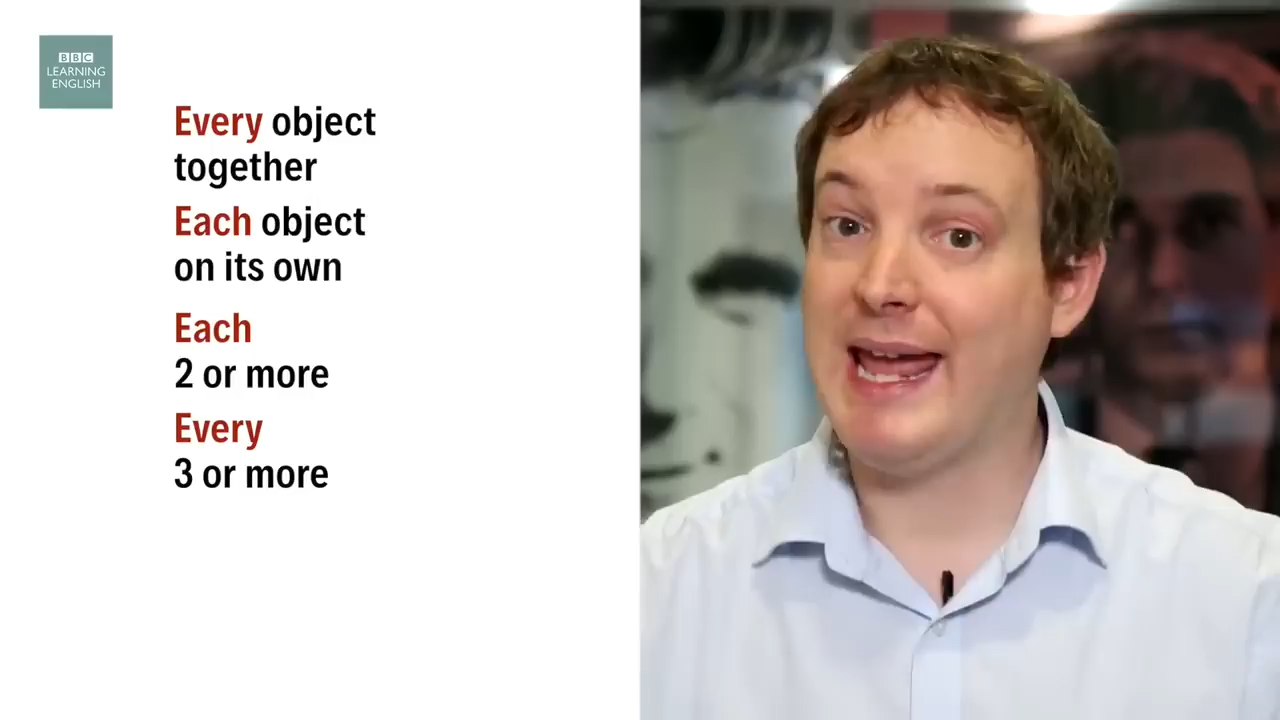 BBC
LEARNING
ENGLISH
Every object
together
Each object
on its own
Each
2 or more
Every
3 or more